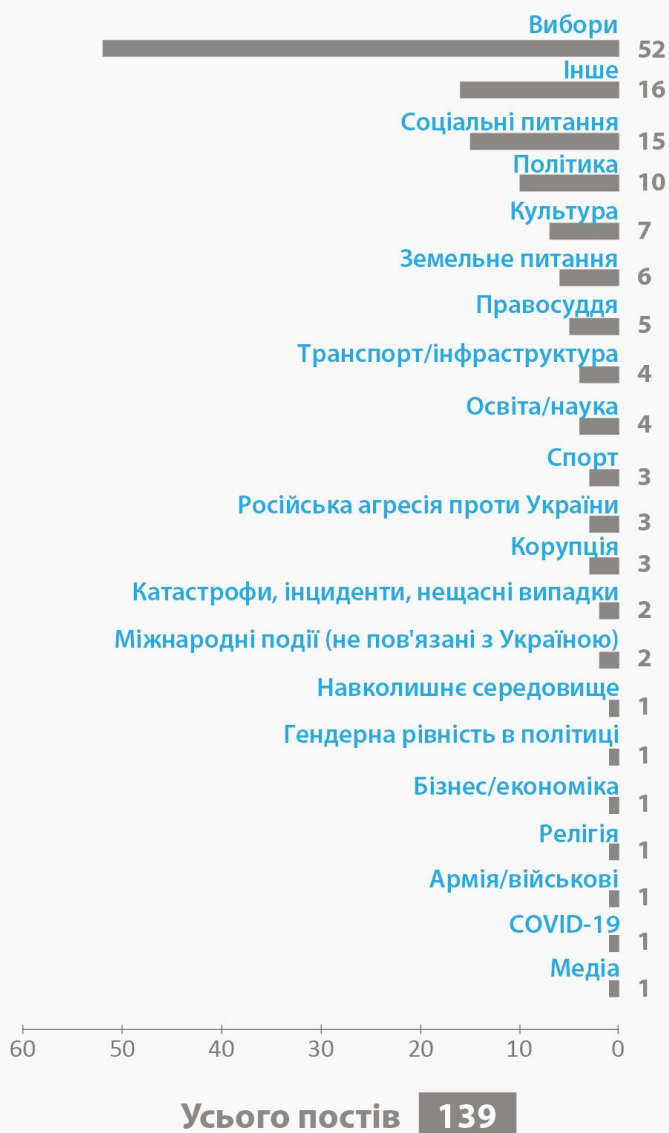 Вибори
52
Інше
16
Соціальні питання
15
Політика
10
Культура
7
Земельне питання
6
Правосуддя
5
Транспорт/інфраструктура
4
Освіта/наука
4
Спорт
3
Російська агресія проти України
3
Корупція
3
Катастрофи, інциденти, нещасні випадки
2
Міжнародні події (не пов'язані з Україною)
2
Навколишнє середовище
1
Гендерна рівність в політиці
1
Бізнес/економіка
1
Релігія
1
Армія/військові
1
COVID-19
1
Медіа
1
60 50 40 30 20 10 0
Усього постів 139